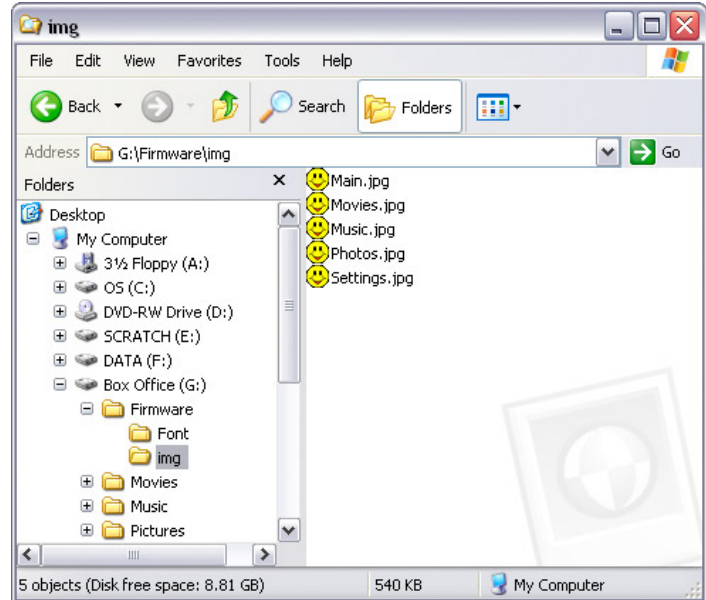 img
File Edit View Favorites Tools Help
Back Search Folders
Address G:\Firmware\img Go
Folders
Desktop
My Computer
3½ Floppy (A:)
OS (C:)
DVD-RW Drive (D:)
SCRATCH (E:)
DATA (F:)
Box Office (G:)
Firmware
Font
img
Movies
Music
Pictures
Main.jpg
Movies.jpg
Music.jpg
Photos.jpg
Settings.jpg
5 objects (Disk free space: 8.81 GB) 540 KB My Computer